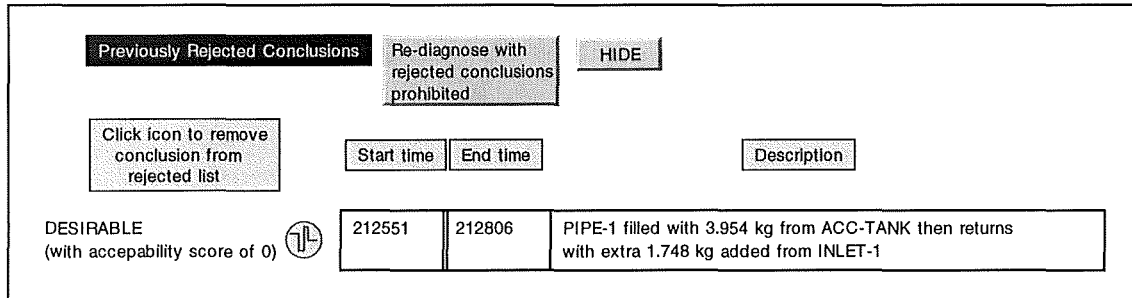 Previously Rejected Conclusions
Re-diagnose with
rejected conclusions
prohibited
HIDE
Click icon to remove
conclusion from
rejected list
Start time
End time
Description
DESIRABLE
(with accepability score of 0)
212551
212806
PIPE-1 filled with 3.954 kg from ACC-TANK then returns
with extra 1.748 kg added from INLET-1